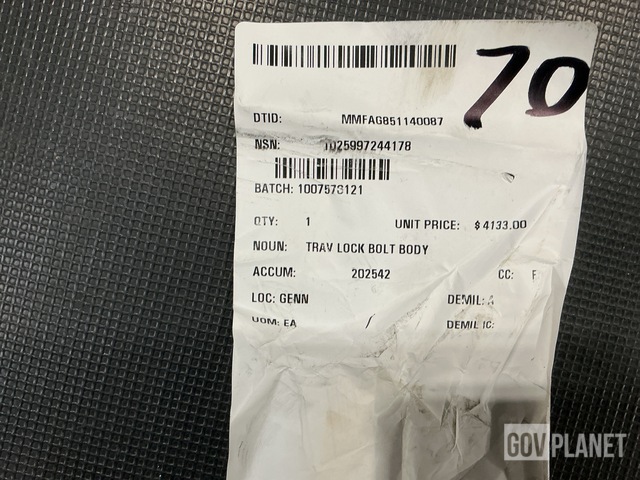 70
DTID: MMFAG851140087
NSN: 1025997244178
BATCH: 1007573121
QTY: 1 UNIT PRICE: $ 4133.00
NOUN: TRAV LOCK BOLT BODY
ACCUM: 202542 CC: F
LOC: GENN DEMIL: A
UOM: EA DEMIL IC:
GOVPLANET